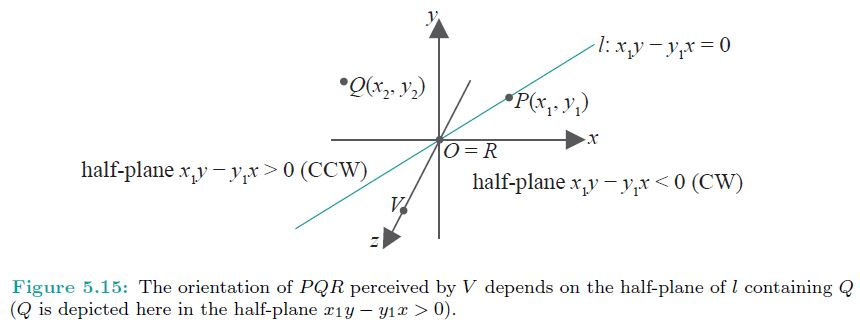 y
l: x₁y − y₁x = 0
Q(x₂, y₂)
P(x₁, y₁)
x
O = R
half-plane x₁y − y₁x > 0 (CCW)
half-plane x₁y − y₁x < 0 (CW)
V
z
Figure 5.15: The orientation of PQR perceived by V depends on the half-plane of l containing Q
(Q is depicted here in the half-plane x₁y − y₁x > 0).